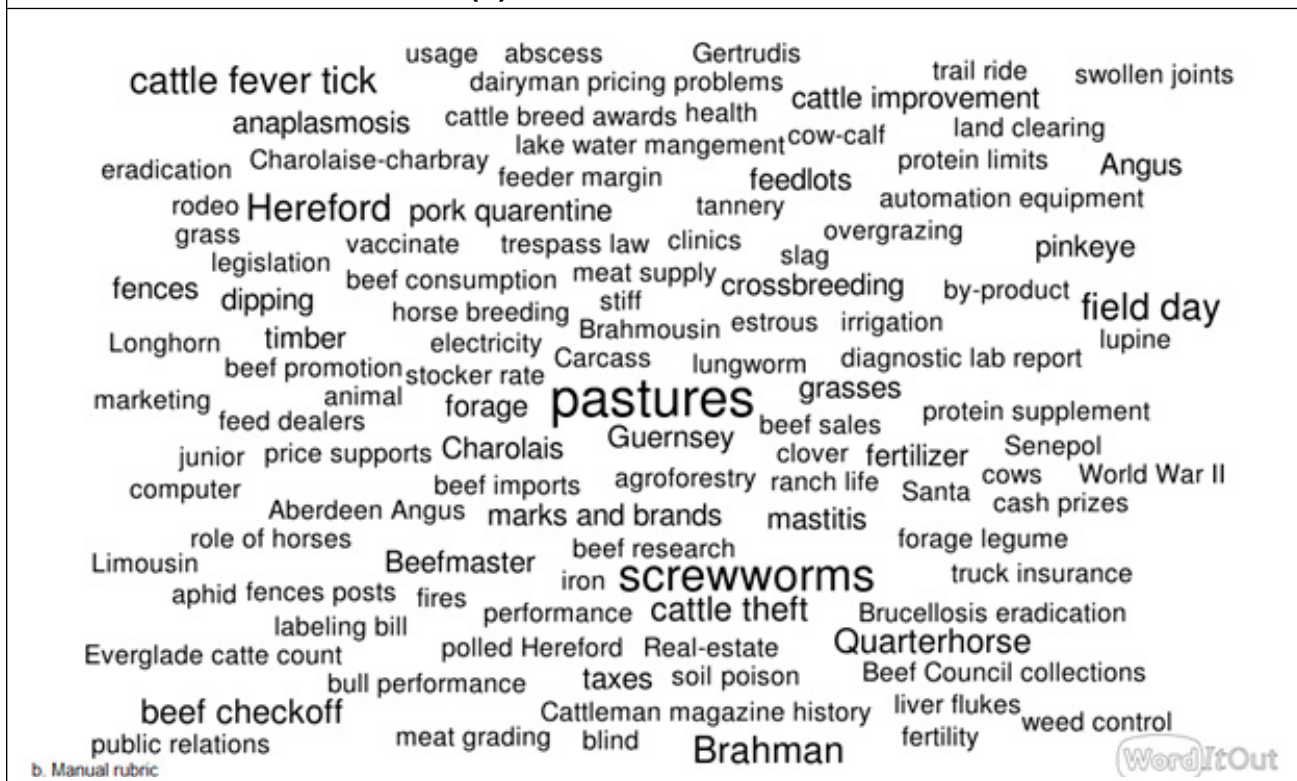 usage abscess Gertrudis
cattle fever tick dairyman pricing problems trail ride swollen joints
anaplasmosis cattle breed awards health cattle improvement
lake water mangement cow-calf land clearing
eradication Charolaise-charbray feeder margin feedlots protein limits Angus
rodeo Hereford pork quarentine tannery automation equipment
grass vaccinate trespass law clinics overgrazing pinkeye
legislation beef consumption meat supply slag
fences dipping horse breeding stiff crossbreeding by-product field day
Longhorn timber electricity Brahmousin estrous irrigation lupine
beef promotion stocker rate Carcass lungworm diagnostic lab report
marketing animal forage pastures grasses
feed dealers Guernsey beef sales protein supplement
junior price supports Charolais clover fertilizer Senepol
computer beef imports agroforestry ranch life Santa cows World War II
Aberdeen Angus marks and brands mastitis cash prizes
role of horses beef research forage legume
Limousin Beefmaster iron screwworms truck insurance
aphid fences posts fires performance cattle theft Brucellosis eradication
labeling bill polled Hereford Real-estate Quarterhorse
Everglade catte count bull performance taxes soil poison Beef Council collections
beef checkoff Cattleman magazine history liver flukes weed control
public relations meat grading blind Brahman fertility
b. Manual rubric WordItOut